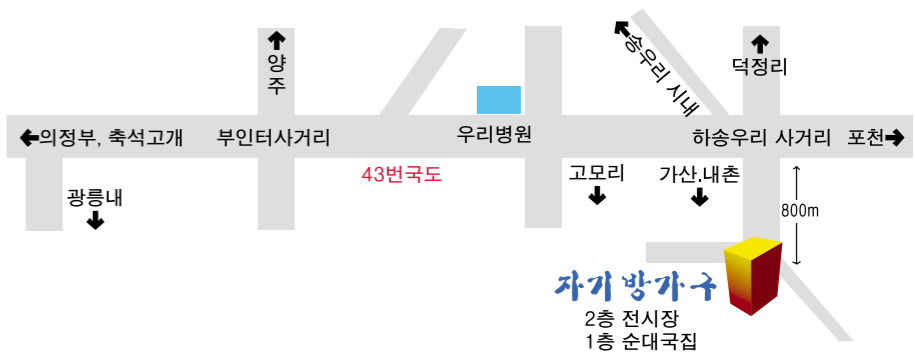 양주
송우리 시내
덕정리
의정부, 축석고개
부인터사거리
우리병원
하송우리 사거리
포천
43번국도
고모리
가산.내촌
광릉내
800m
자기방가구
2층 전시장
1층 순대국집